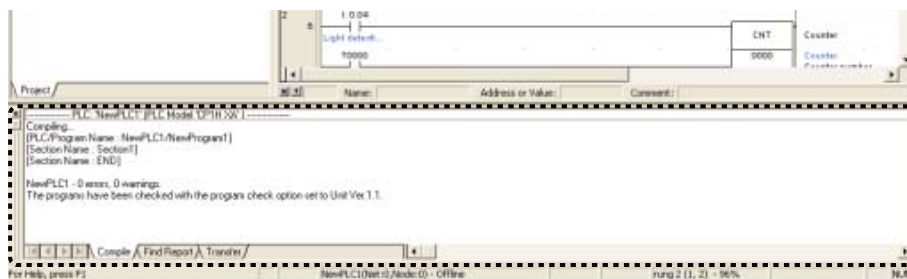 2
8
I: 0.04
Light detecti...
T0000
CNT
Counter
0000
Counter
Counter number
Project
Name:
Address or Value:
Comment:
---------- PLC: 'NewPLC1' (PLC Model 'CP1H XA') ----------
Compiling...
[PLC/Program Name : NewPLC1/NewProgram1]
[Section Name : Section1]
[Section Name : END]
NewPLC1 - 0 errors, 0 warnings.
The programs have been checked with the program check option set to Unit Ver.1.1.
Compile Find Report Transfer
For Help, press F1
NewPLC1(Net:0,Node:0) - Offline
rung 2 (1, 2) - 96%